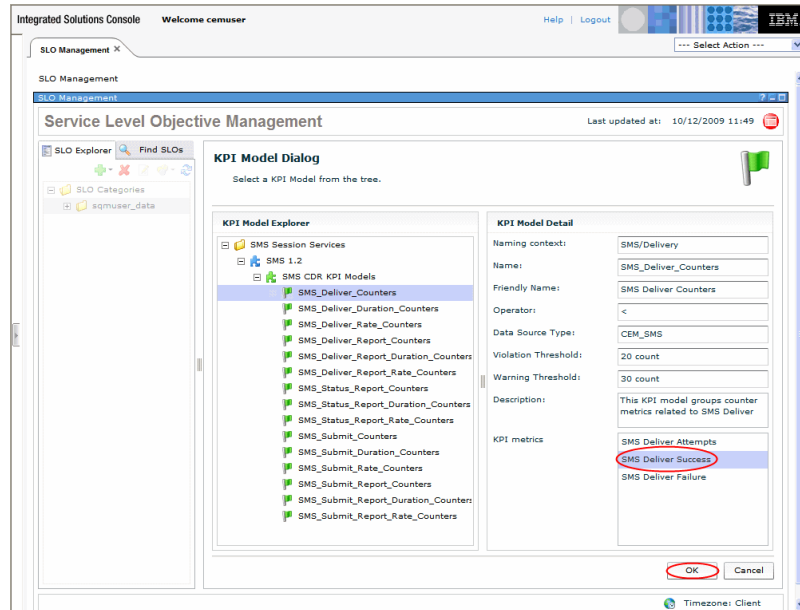 Integrated Solutions Console Welcome cemuser Help | Logout IBM
SLO Management
--- Select Action ---
SLO Management
SLO Management
Service Level Objective Management Last updated at: 10/12/2009 11:49
SLO Explorer Find SLOs
SLO Categories
sqmuser_data
KPI Model Dialog
Select a KPI Model from the tree.
KPI Model Explorer
SMS Session Services
SMS 1.2
SMS CDR KPI Models
SMS_Deliver_Counters
SMS_Deliver_Duration_Counters
SMS_Deliver_Rate_Counters
SMS_Deliver_Report_Counters
SMS_Deliver_Report_Duration_Counters
SMS_Deliver_Report_Rate_Counters
SMS_Status_Report_Counters
SMS_Status_Report_Duration_Counters
SMS_Status_Report_Rate_Counters
SMS_Submit_Counters
SMS_Submit_Duration_Counters
SMS_Submit_Rate_Counters
SMS_Submit_Report_Counters
SMS_Submit_Report_Duration_Counters
SMS_Submit_Report_Rate_Counters
KPI Model Detail
Naming context: SMS/Delivery
Name: SMS_Delivery_Counters
Friendly Name: SMS Deliver Counters
Operator: <
Data Source Type: CEM_SMS
Violation Threshold: 20 count
Warning Threshold: 30 count
Description: This KPI model groups counter
metrics related to SMS Deliver
KPI metrics SMS Deliver Attempts
SMS Deliver Success
SMS Deliver Failure
OK Cancel
Timezone: Client